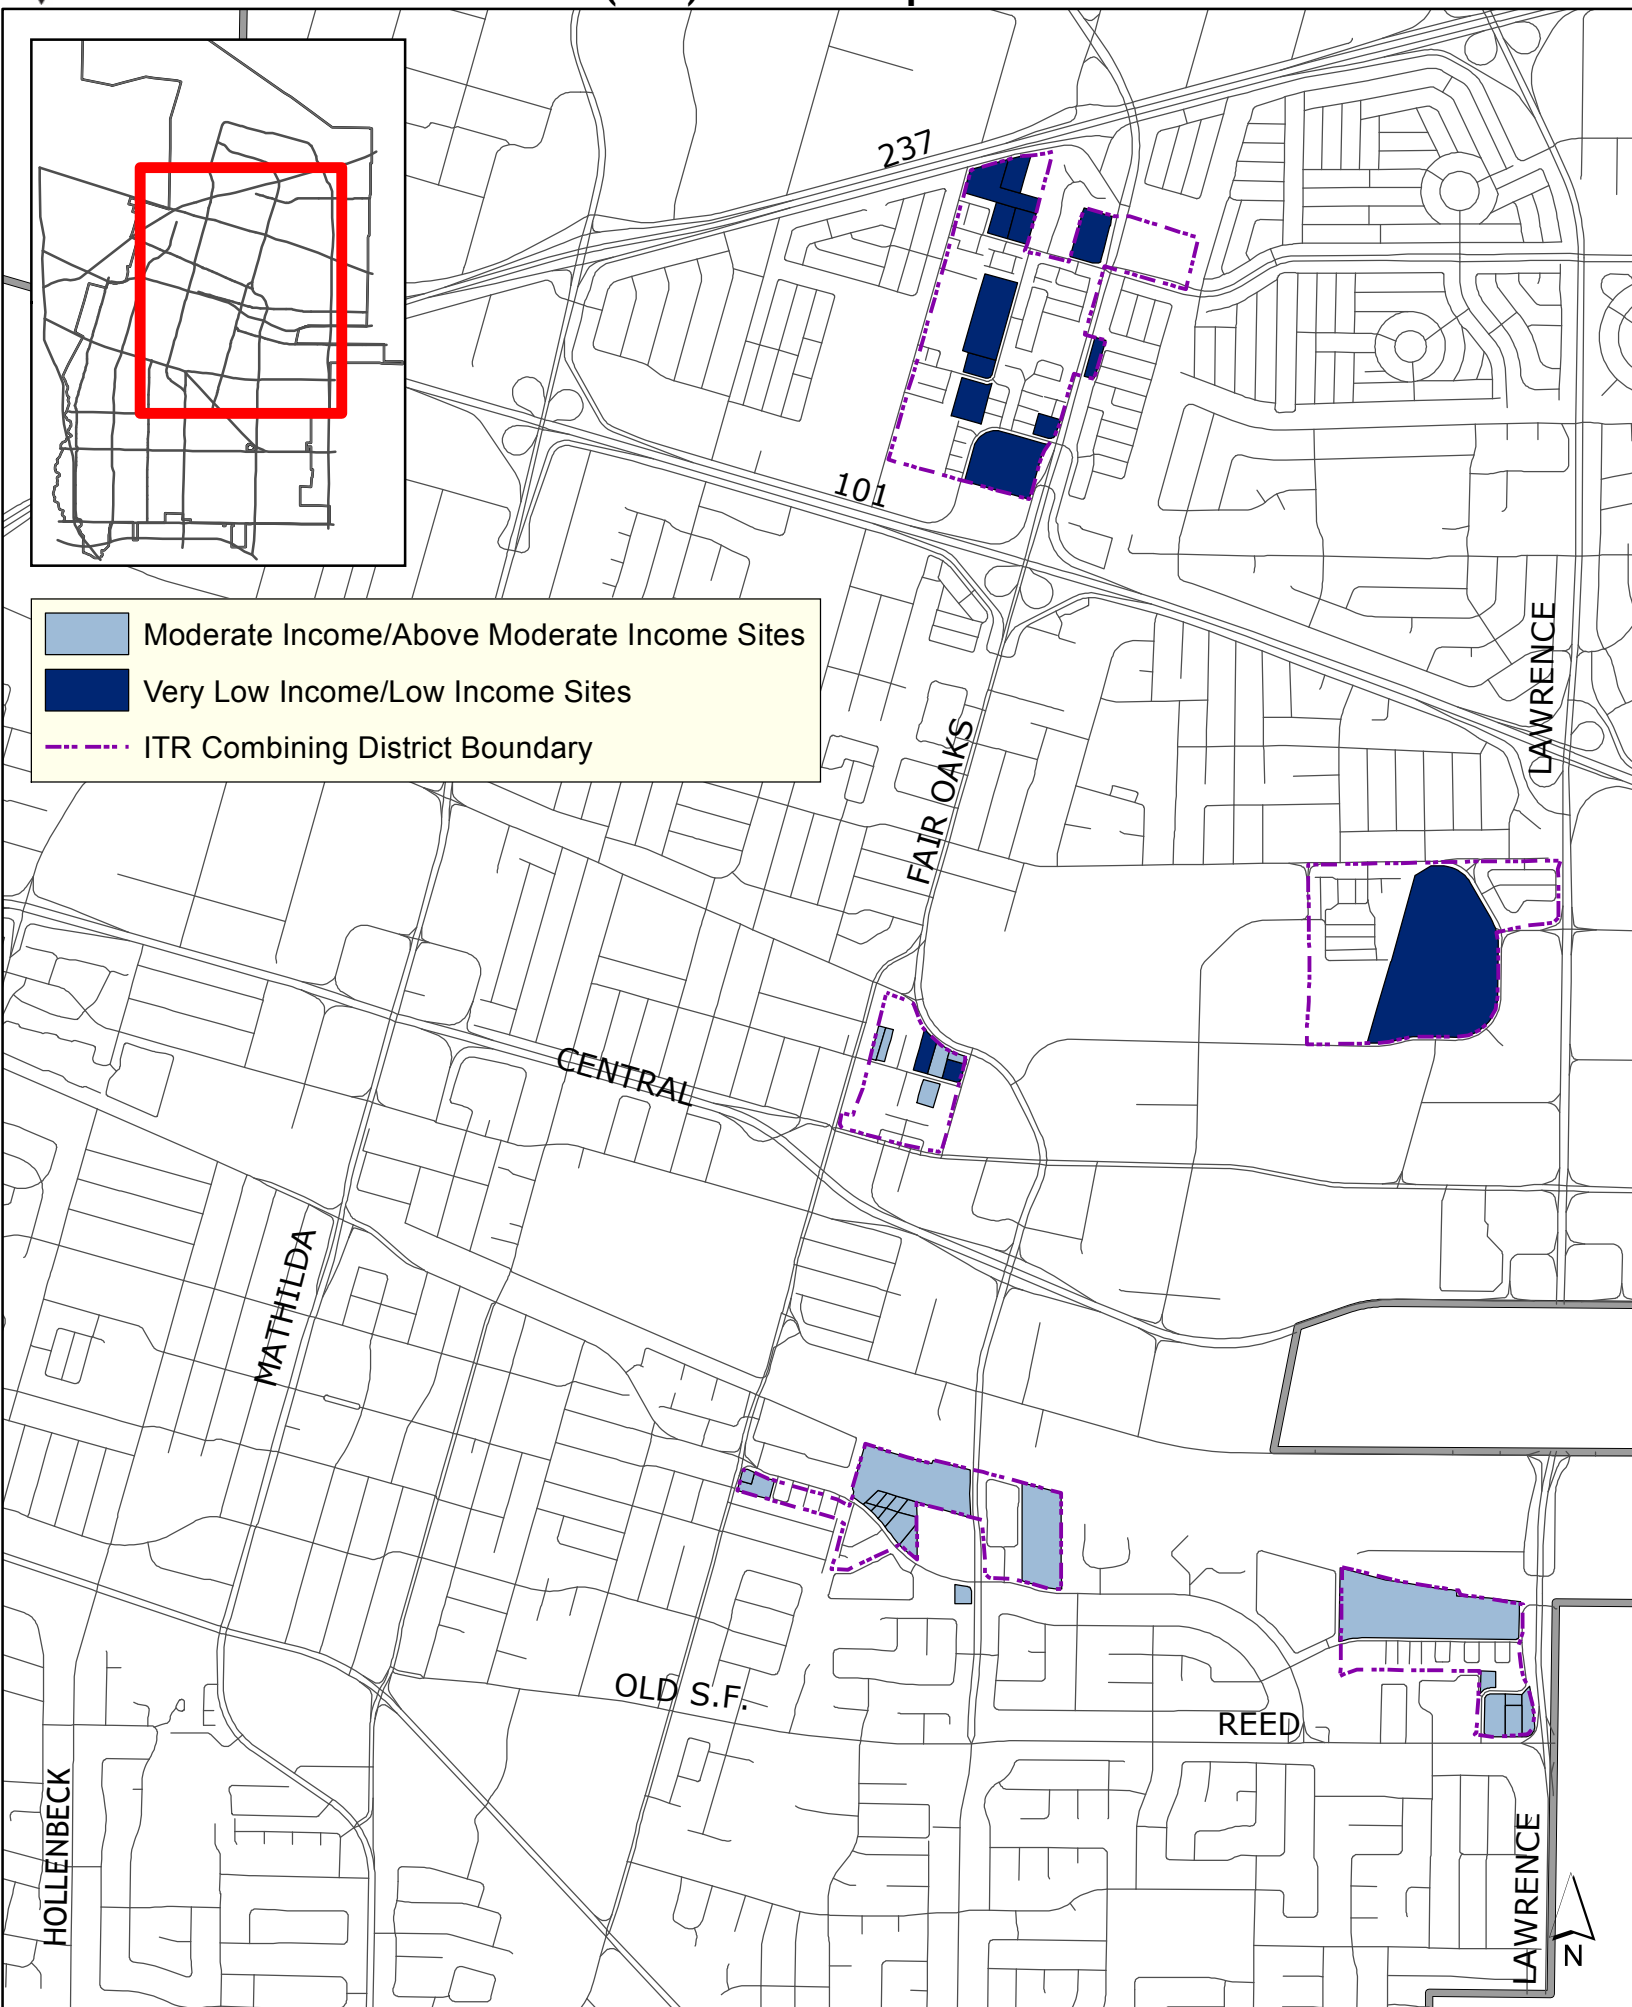 237
101
Moderate Income/Above Moderate Income Sites
Very Low Income/Low Income Sites
ITR Combining District Boundary
LAWRENCE
FAIR OAKS
CENTRAL
MATHILDA
OLD S.F.
REED
HOLLENBECK
LAWRENCE
N